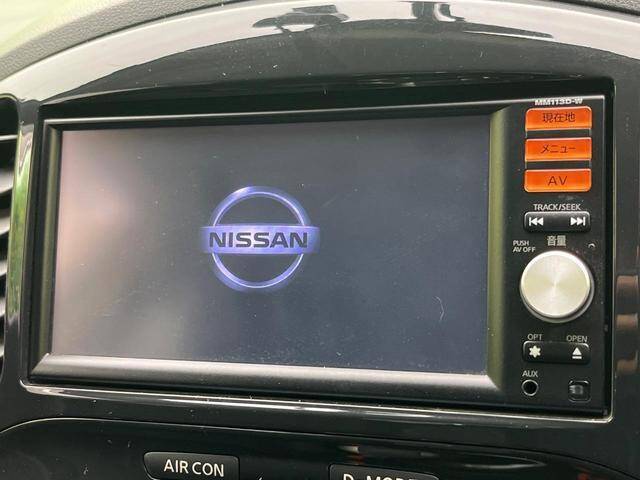 MM113D-W
現在地
メニュー
AV
TRACK/SEEK
NISSAN
PUSH
AV OFF
音量
OPT
OPEN
AUX
AIR CON
D-MODE